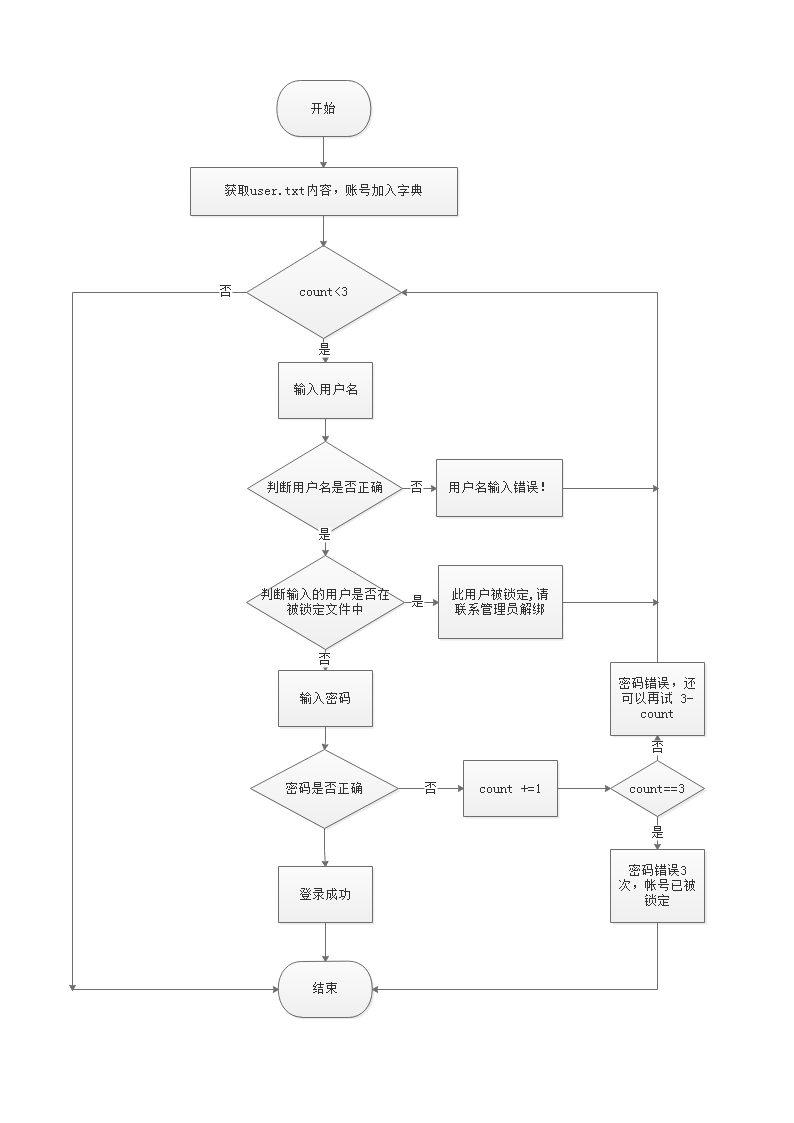 开始
获取user.txt内容，账号加入字典
否
count<3
是
输入用户名
判断用户名是否正确
否
用户名输入错误！
是
判断输入的用户是否在
被锁定文件中
是
此用户被锁定,请
联系管理员解绑
否
输入密码
密码错误，还
可以再试 3-
count
否
密码是否正确
否
count +=1
count==3
是
登录成功
密码错误3
次，帐号已被
锁定
结束